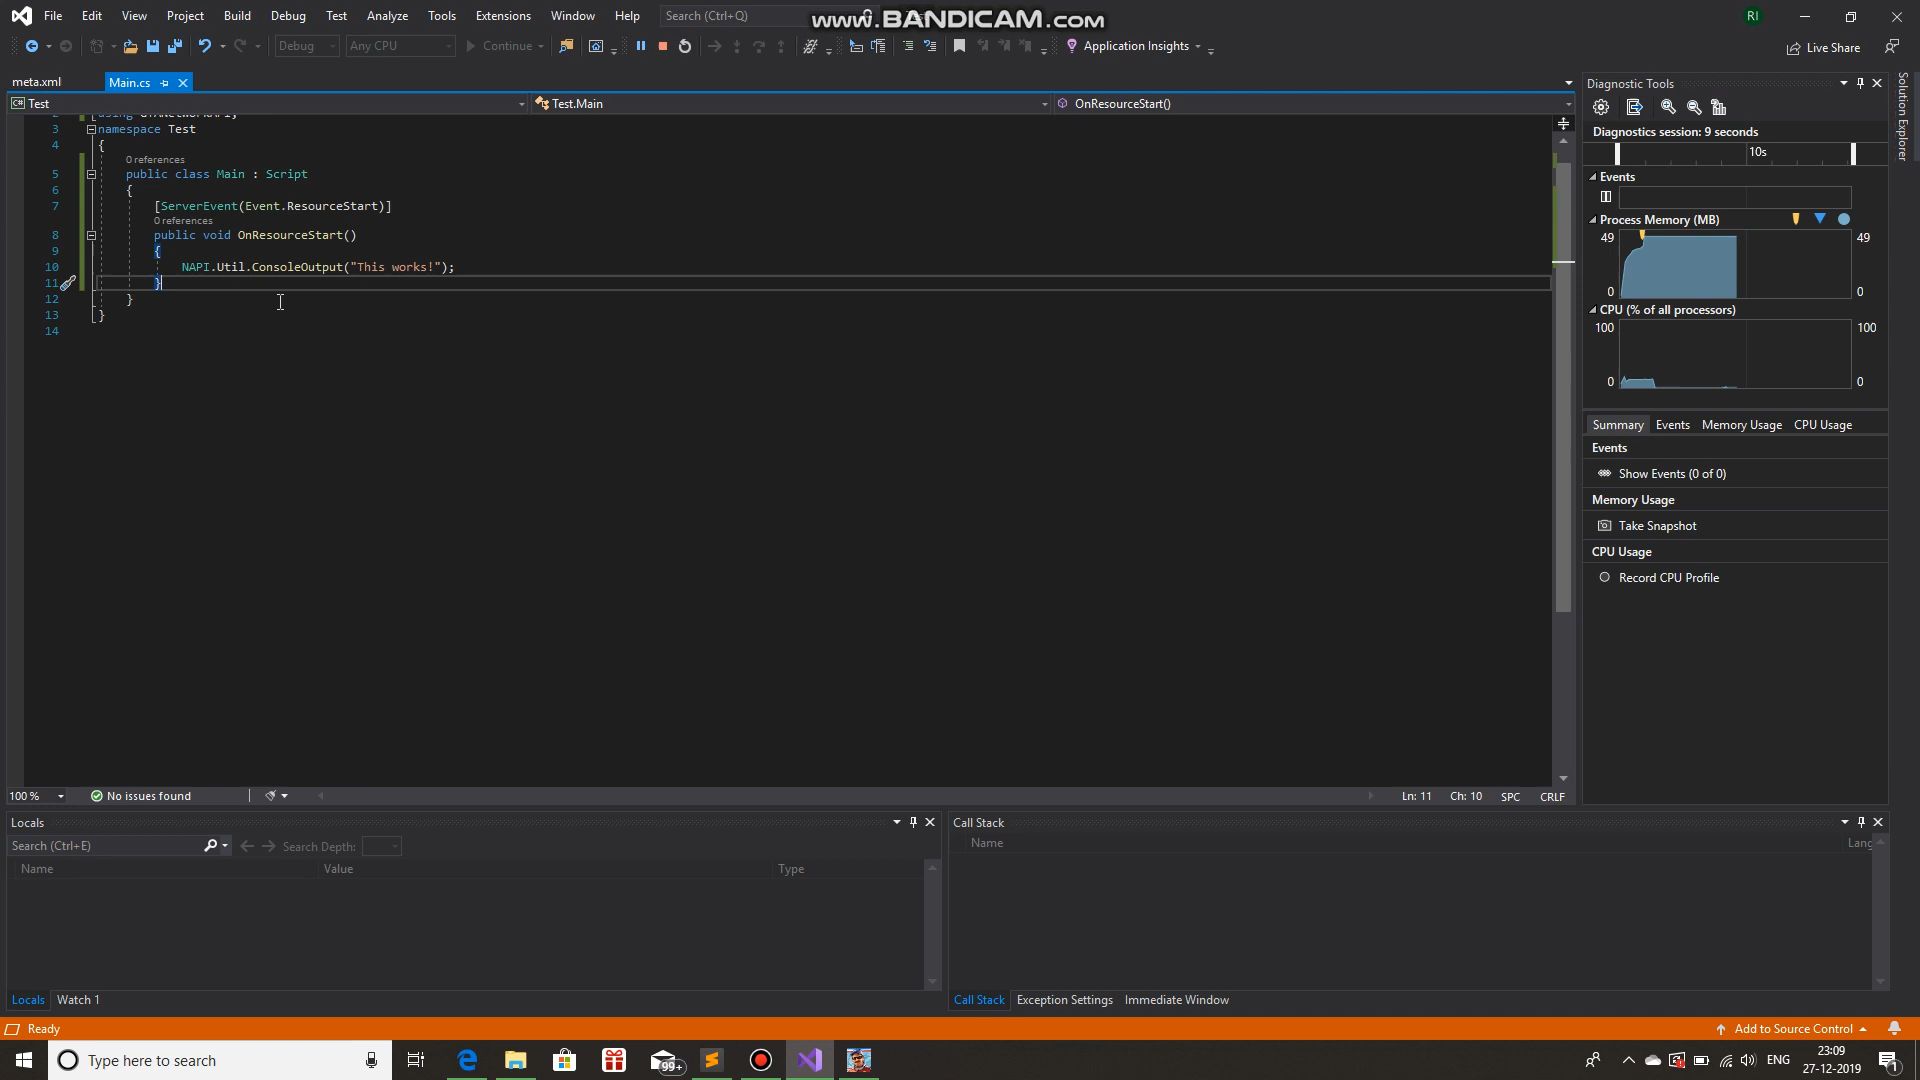 File Edit View Project Build Debug Test Analyze Tools Extensions Window Help Search (Ctrl+Q) RI
www.BANDICAM.com
Debug Any CPU Continue Application Insights Live Share
meta.xml Main.cs
Test Test.Main OnResourceStart()
2 using GTANetworkAPI;
3 namespace Test
4 {
0 references
5 public class Main : Script
6 {
7 [ServerEvent(Event.ResourceStart)]
0 references
8 public void OnResourceStart()
9 {
10 NAPI.Util.ConsoleOutput("This works!");
11 }
12 }
13 }
14
100 % No issues found Ln: 11 Ch: 10 SPC CRLF
Diagnostic Tools
Diagnostics session: 9 seconds
10s
Events
Process Memory (MB)
49 49
0 0
CPU (% of all processors)
100 100
0 0
Summary Events Memory Usage CPU Usage
Events
Show Events (0 of 0)
Memory Usage
Take Snapshot
CPU Usage
Record CPU Profile
Solution Explorer
Locals
Search (Ctrl+E) Search Depth:
Name Value Type
Locals Watch 1
Call Stack
Name Lang
Call Stack Exception Settings Immediate Window
Ready Add to Source Control
Type here to search 99+ ENG 23:09
27-12-2019 1